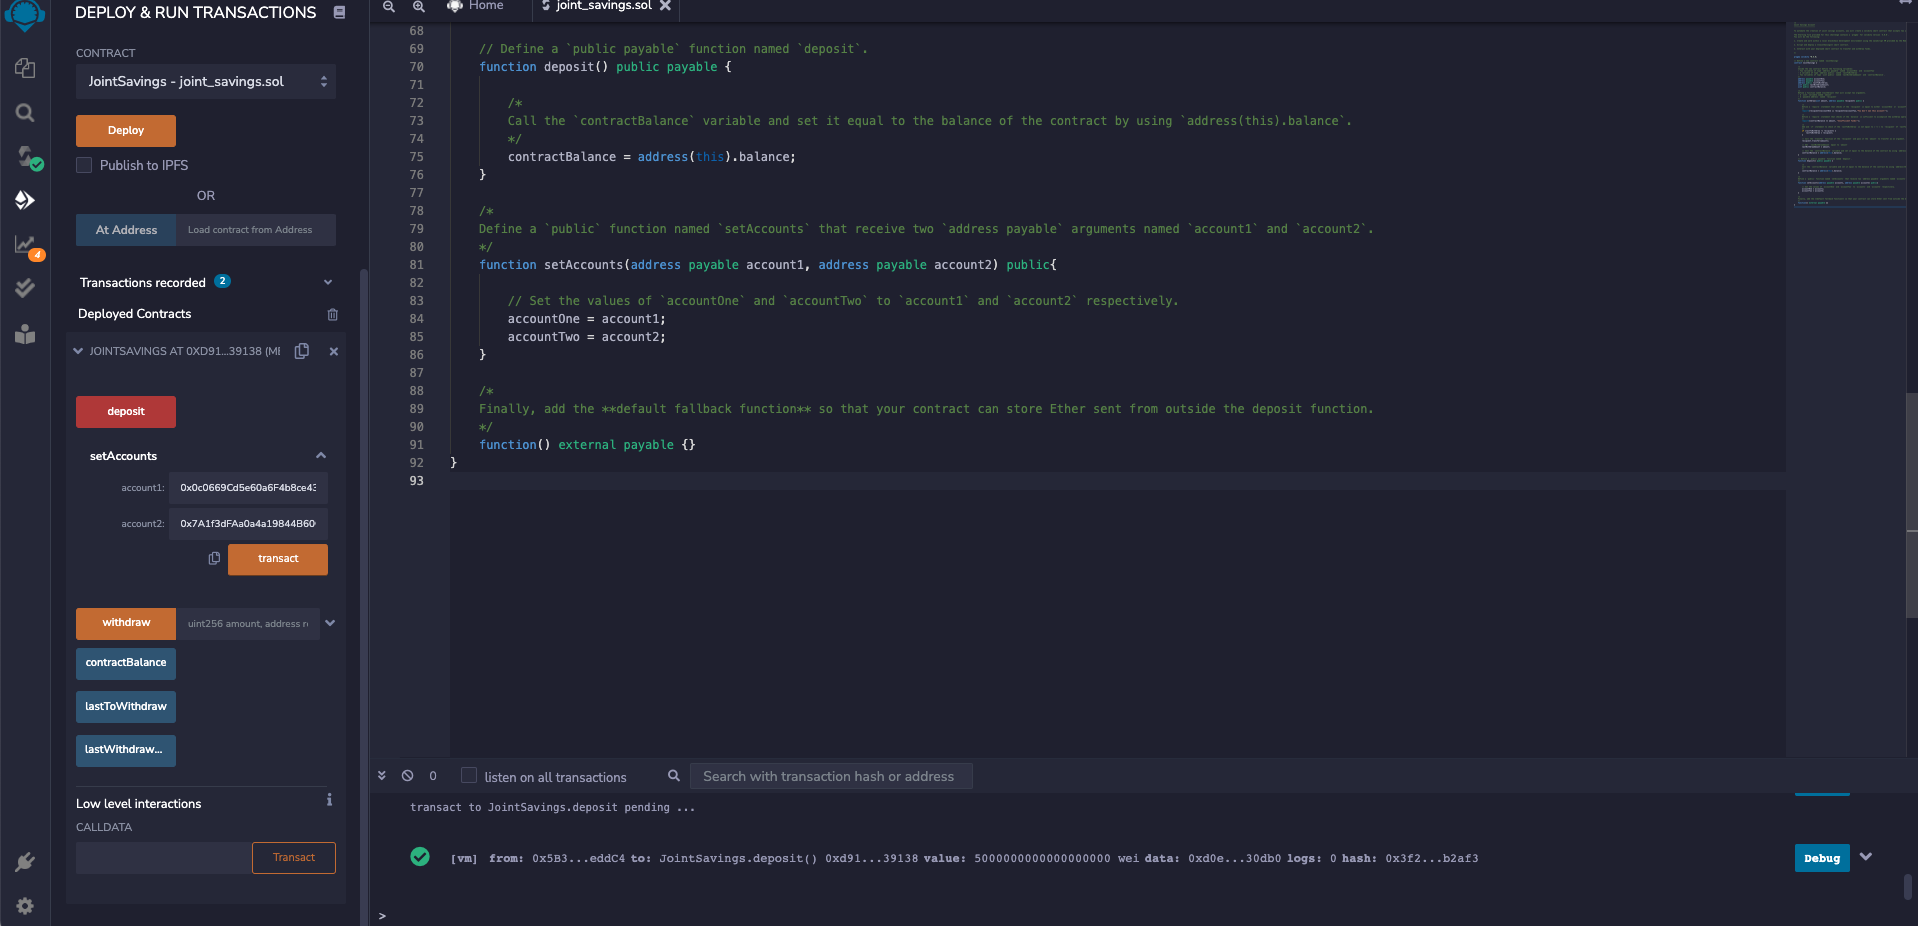 DEPLOY & RUN TRANSACTIONS
CONTRACT
JointSavings - joint_savings.sol
Deploy
Publish to IPFS
OR
At Address
Load contract from Address
4
Transactions recorded 2
Deployed Contracts
JOINTSAVINGS AT 0XD91...39138 (ME
deposit
setAccounts
account1: 0x0c0669Cd5e60a6F4b8ce43
account2: 0x7A1f3dFAa0a4a19844B60
transact
withdraw
uint256 amount, address r
contractBalance
lastToWithdraw
lastWithdraw...
Low level interactions
i
CALLDATA
Transact
Home
joint_savings.sol
68
69 // Define a `public payable` function named `deposit`.
70 function deposit() public payable {
71
72 /*
73 Call the `contractBalance` variable and set it equal to the balance of the contract by using `address(this).balance`.
74 */
75 contractBalance = address(this).balance;
76 }
77
78 /*
79 Define a `public` function named `setAccounts` that receive two `address payable` arguments named `account1` and `account2`.
80 */
81 function setAccounts(address payable account1, address payable account2) public{
82
83 // Set the values of `accountOne` and `accountTwo` to `account1` and `account2` respectively.
84 accountOne = account1;
85 accountTwo = account2;
86 }
87
88 /*
89 Finally, add the **default fallback function** so that your contract can store Ether sent from outside the deposit function.
90 */
91 function() external payable {}
92 }
93
0
listen on all transactions
Search with transaction hash or address
transact to JointSavings.deposit pending ...
[vm] from: 0x5B3...eddC4 to: JointSavings.deposit() 0xd91...39138 value: 5000000000000000000 wei data: 0xd0e...30db0 logs: 0 hash: 0x3f2...b2af3
Debug
>